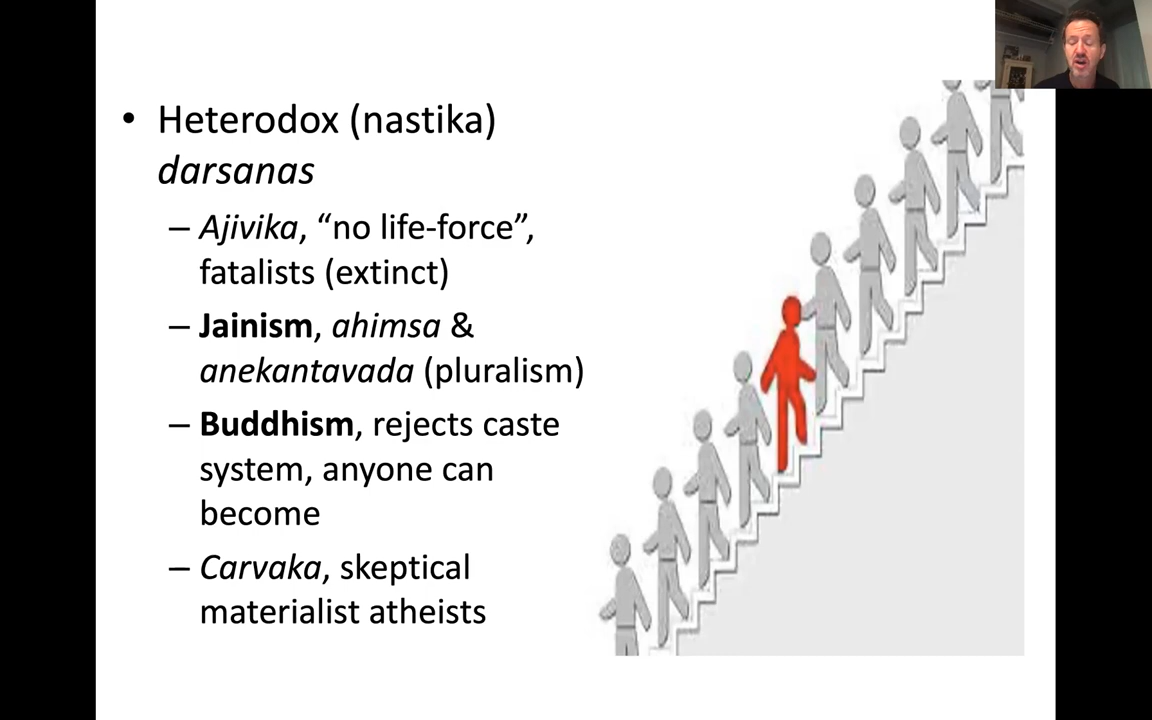 • Heterodox (nastika)
darsanas
– Ajivika, “no life-force”,
fatalists (extinct)
– Jainism, ahimsa &
anekantavada (pluralism)
– Buddhism, rejects caste
system, anyone can
become
– Carvaka, skeptical
materialist atheists